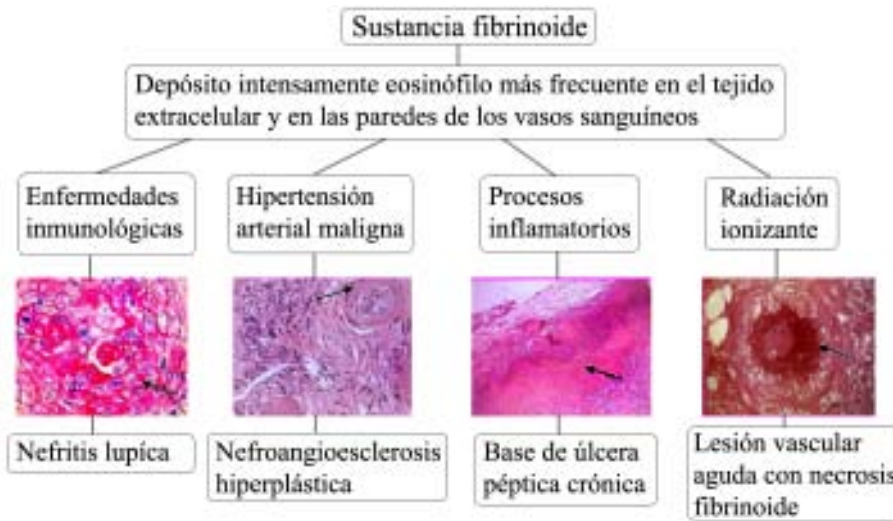 Sustancia fibrinoide
Depósito intensamente eosinófilo más frecuente en el tejido
extracelular y en las paredes de los vasos sanguíneos
Enfermedades
inmunológicas
Hipertensión
arterial maligna
Procesos
inflamatorios
Radiación
ionizante
Nefritis lupíca
Nefroangioesclerosis
hiperplástica
Base de úlcera
péptica crónica
Lesión vascular
aguda con necrosis
fibrinoide